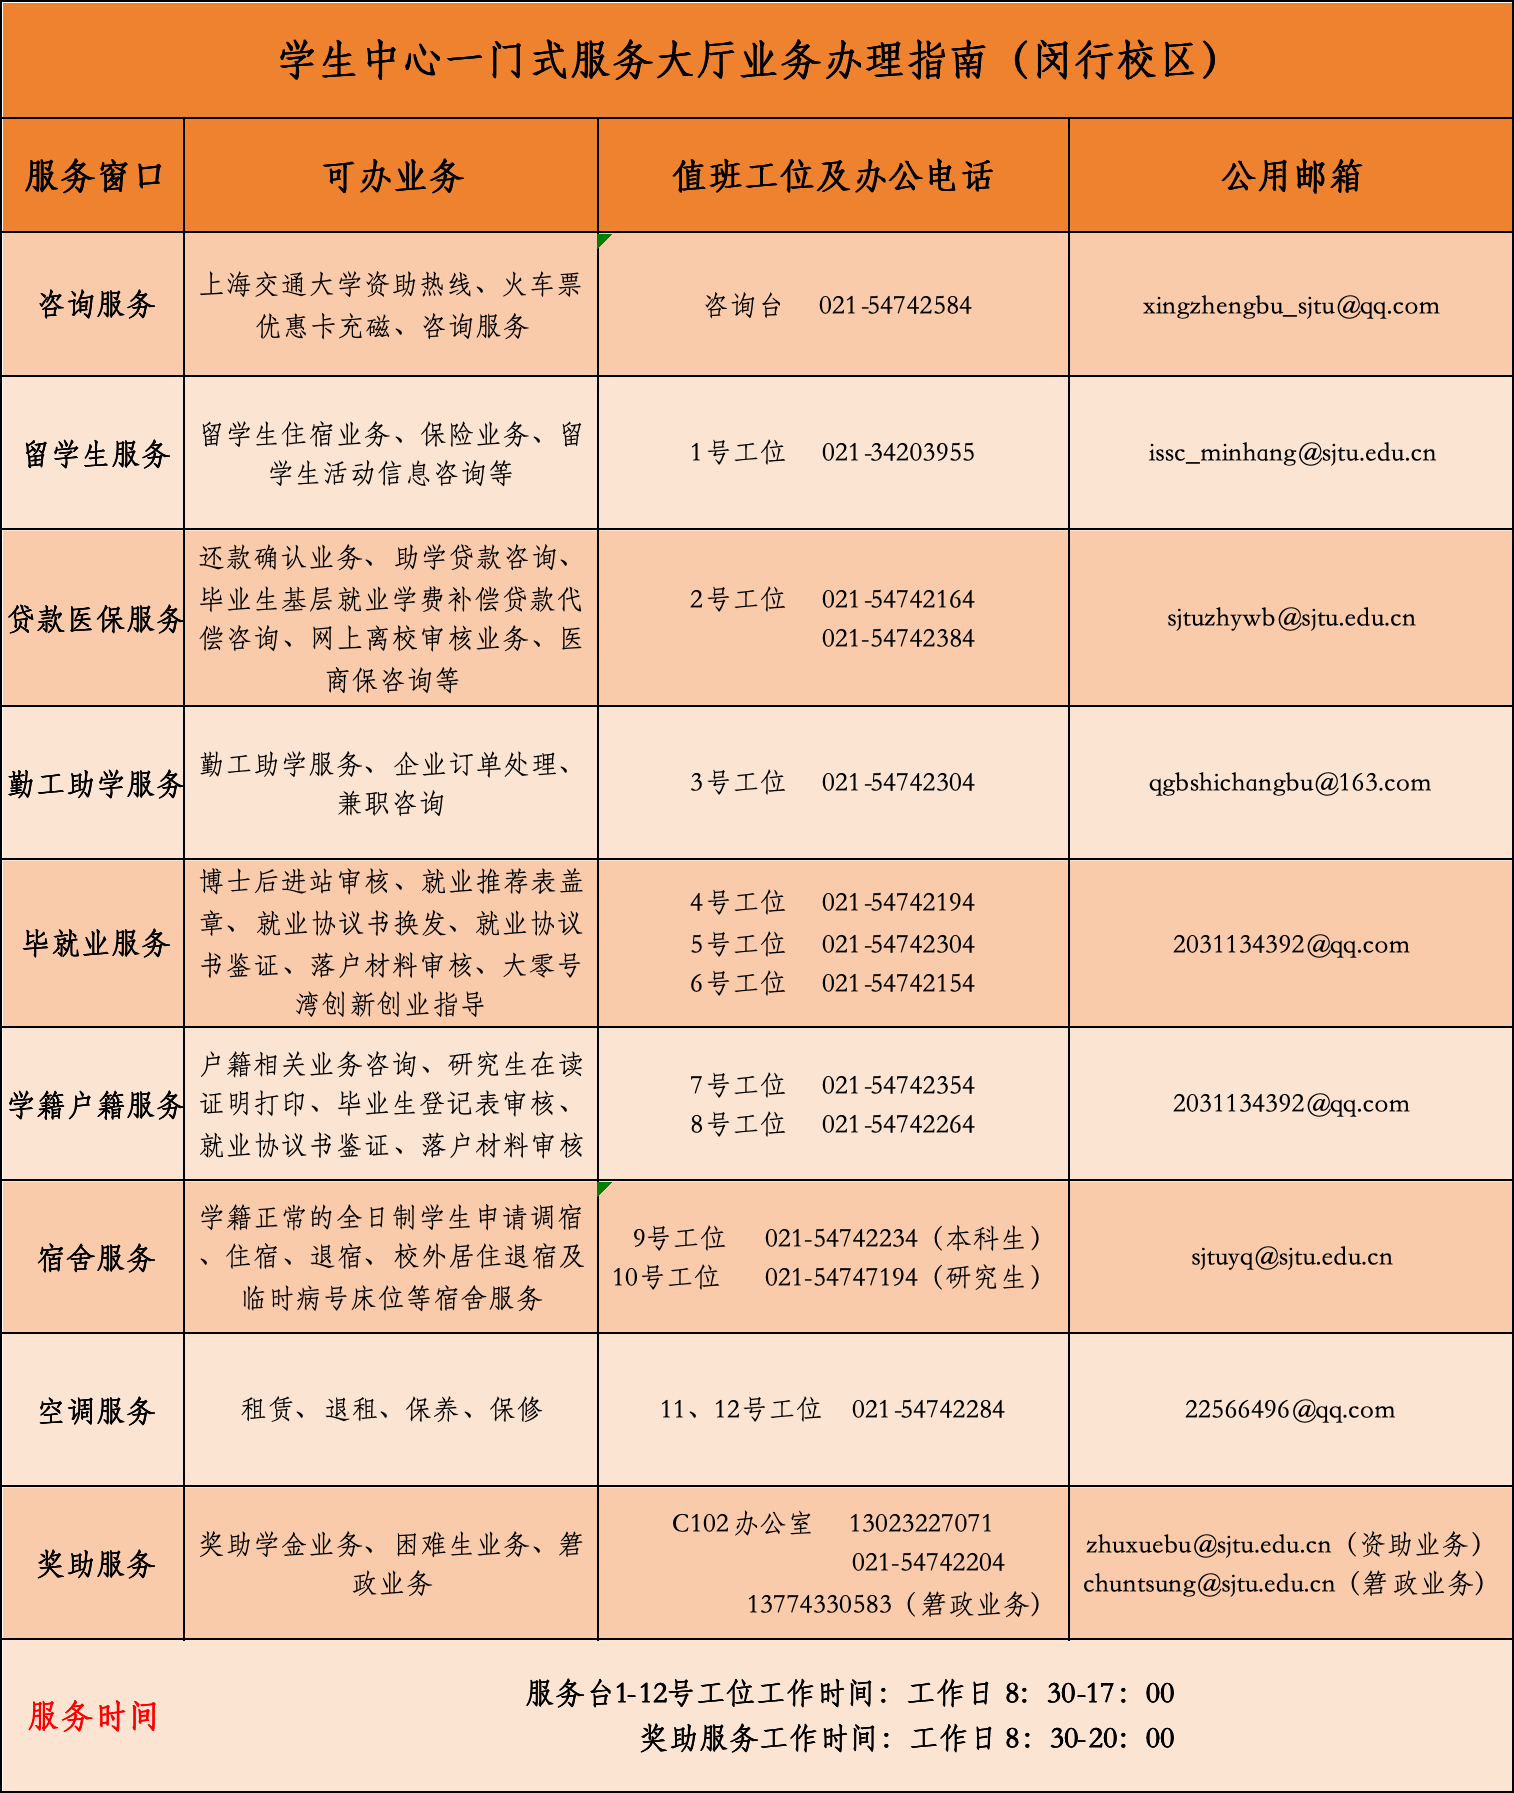 学生中心一门式服务大厅业务办理指南（闵行校区）
服务窗口
可办业务
值班工位及办公电话
公用邮箱
咨询服务
上海交通大学资助热线、火车票
优惠卡充磁、咨询服务
咨询台 021-54742584
xingzhengbu_sjtu@qq.com
留学生服务
留学生住宿业务、保险业务、留
学生活动信息咨询等
1号工位 021-34203955
issc_minhang@sjtu.edu.cn
贷款医保服务
还款确认业务、助学贷款咨询、
毕业生基层就业学费补偿贷款代
偿咨询、网上离校审核业务、医
商保咨询等
2号工位 021-54742164
021-54742384
sjtuzhywb@sjtu.edu.cn
勤工助学服务
勤工助学服务、企业订单处理、
兼职咨询
3号工位 021-54742304
qgbshichangbu@163.com
毕就业服务
博士后进站审核、就业推荐表盖
章、就业协议书换发、就业协议
书鉴证、落户材料审核、大零号
湾创新创业指导
4号工位 021-54742194
5号工位 021-54742304
6号工位 021-54742154
2031134392@qq.com
学籍户籍服务
户籍相关业务咨询、研究生在读
证明打印、毕业生登记表审核、
就业协议书鉴证、落户材料审核
7号工位 021-54742354
8号工位 021-54742264
2031134392@qq.com
宿舍服务
学籍正常的全日制学生申请调宿
、住宿、退宿、校外居住退宿及
临时病号床位等宿舍服务
9号工位 021-54742234（本科生）
10号工位 021-54747194（研究生）
sjtuyq@sjtu.edu.cn
空调服务
租赁、退租、保养、保修
11、12号工位 021-54742284
22566496@qq.com
奖助服务
奖助学金业务、困难生业务、莙
政业务
C102办公室 13023227071
021-54742204
13774330583（莙政业务）
zhuxuebu@sjtu.edu.cn（资助业务）
chuntsung@sjtu.edu.cn（莙政业务）
服务时间
服务台1-12号工位工作时间：工作日 8：30-17：00
奖助服务工作时间：工作日 8：30-20：00